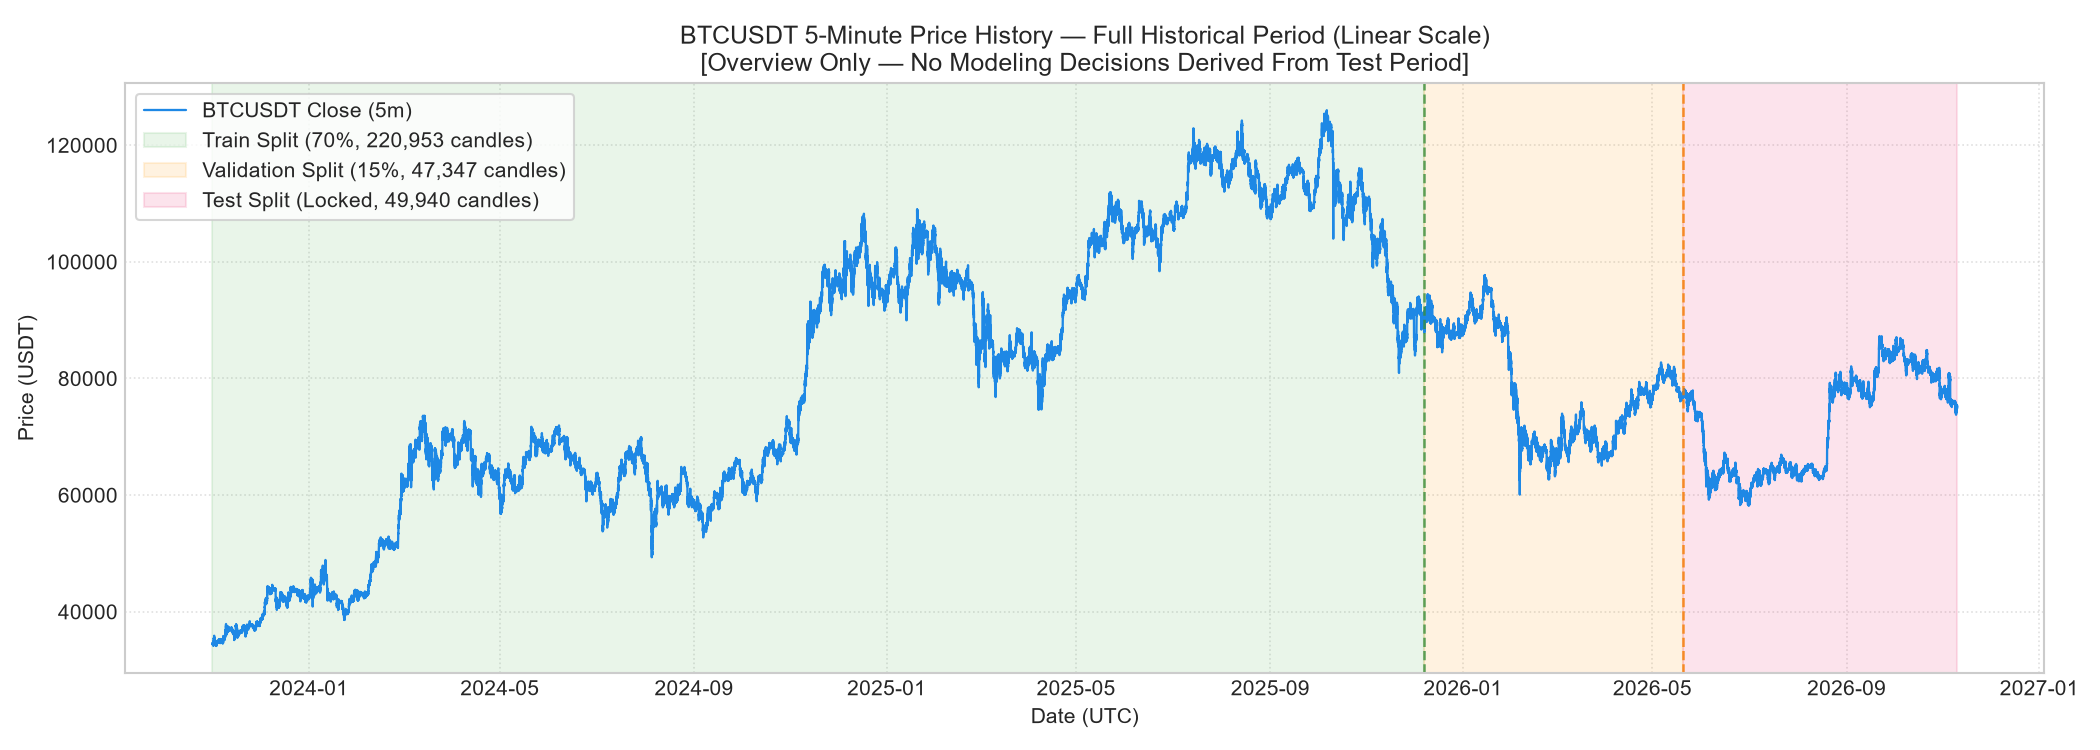 BTCUSDT 5-Minute Price History — Full Historical Period (Linear Scale)
[Overview Only — No Modeling Decisions Derived From Test Period]
BTCUSDT Close (5m)
Train Split (70%, 220,953 candles)
Validation Split (15%, 47,347 candles)
Test Split (Locked, 49,940 candles)
Price (USDT)
120000
100000
80000
60000
40000
2024-01
2024-05
2024-09
2025-01
2025-05
2025-09
2026-01
2026-05
2026-09
2027-01
Date (UTC)